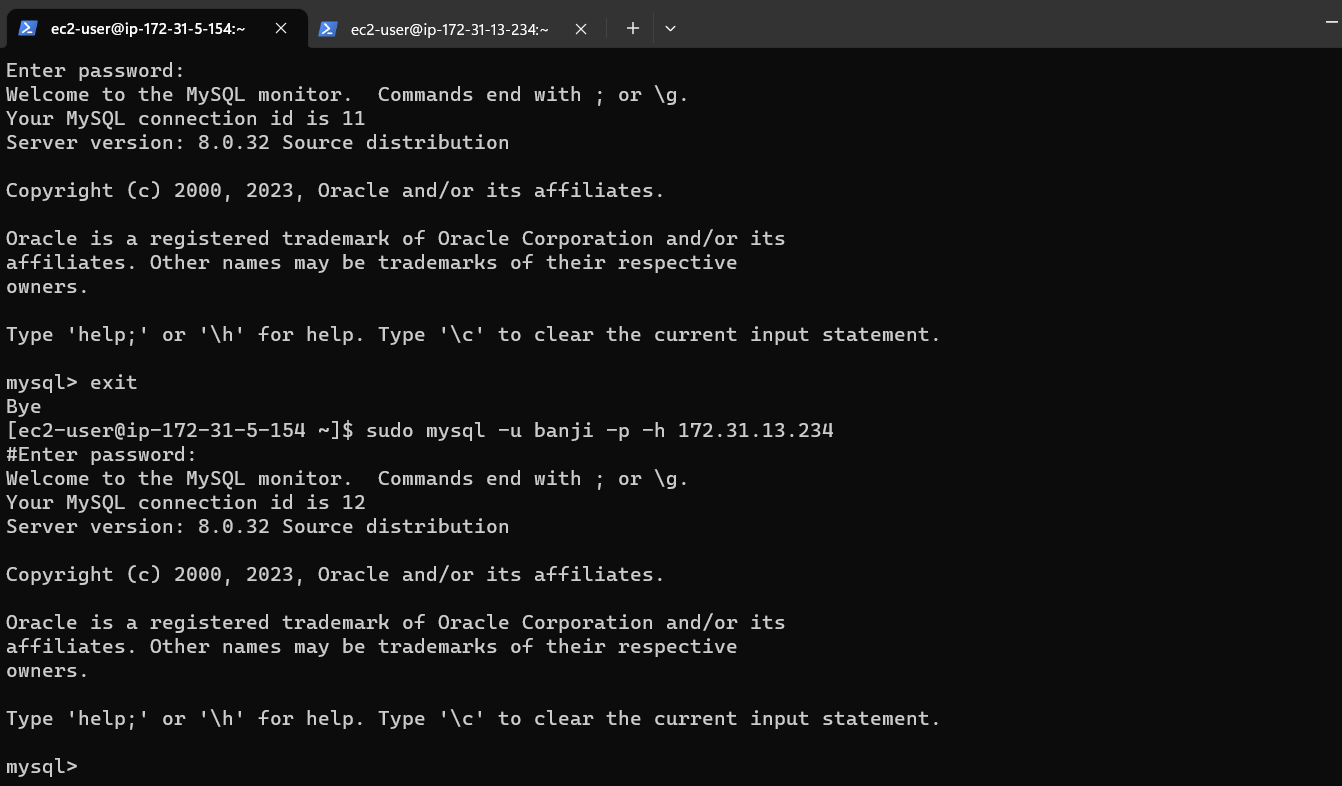 ec2-user@ip-172-31-5-154:~
ec2-user@ip-172-31-13-234:~
Enter password:
Welcome to the MySQL monitor.  Commands end with ; or \g.
Your MySQL connection id is 11
Server version: 8.0.32 Source distribution
Copyright (c) 2000, 2023, Oracle and/or its affiliates.
Oracle is a registered trademark of Oracle Corporation and/or its
affiliates. Other names may be trademarks of their respective
owners.
Type 'help;' or '\h' for help. Type '\c' to clear the current input statement.
mysql> exit
Bye
[ec2-user@ip-172-31-5-154 ~]$ sudo mysql -u banji -p -h 172.31.13.234
#Enter password:
Welcome to the MySQL monitor.  Commands end with ; or \g.
Your MySQL connection id is 12
Server version: 8.0.32 Source distribution
Copyright (c) 2000, 2023, Oracle and/or its affiliates.
Oracle is a registered trademark of Oracle Corporation and/or its
affiliates. Other names may be trademarks of their respective
owners.
Type 'help;' or '\h' for help. Type '\c' to clear the current input statement.
mysql>